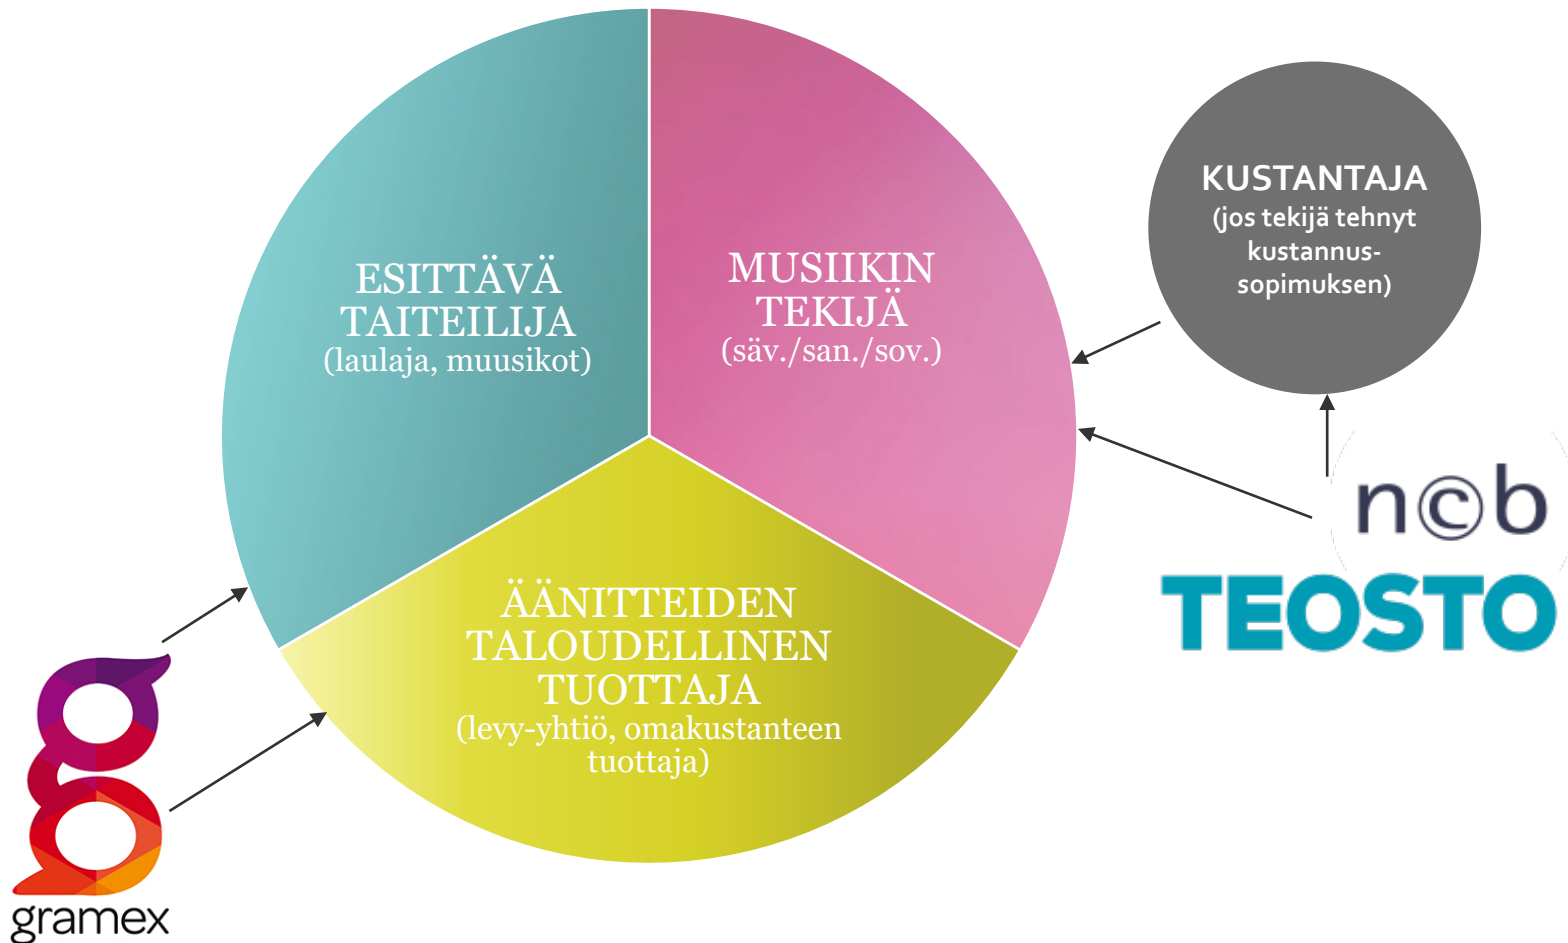 ESITTÄVÄ
TAITEILIJA
(laulaja, muusikot)
MUSIIKIN
TEKIJÄ
(säv./san./sov.)
KUSTANTAJA
(jos tekijä tehnyt
kustannus-
sopimuksen)
ÄÄNITTEIDEN
TALOUDELLINEN
TUOTTAJA
(levy-yhtiö, omakustanteen
tuottaja)
n©b
TEOSTO
gramex